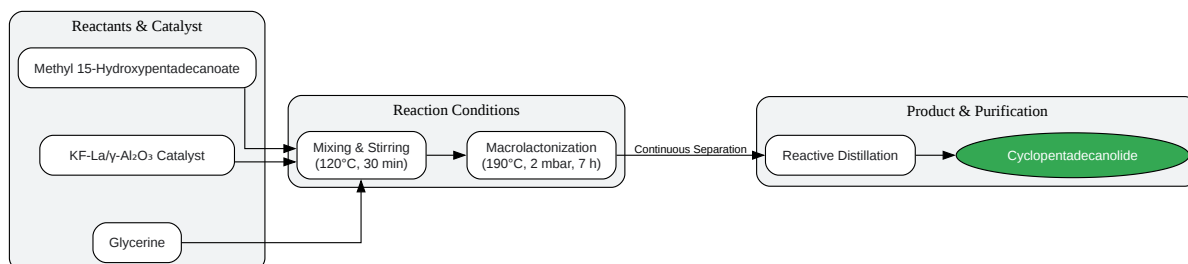 Reactants & Catalyst
Methyl 15-Hydroxypentadecanoate
KF-La/γ-Al₂O₃ Catalyst
Glycerine
Reaction Conditions
Mixing & Stirring
(120°C, 30 min)
Macrolactonization
(190°C, 2 mbar, 7 h)
Continuous Separation
Product & Purification
Reactive Distillation
Cyclopentadecanolide